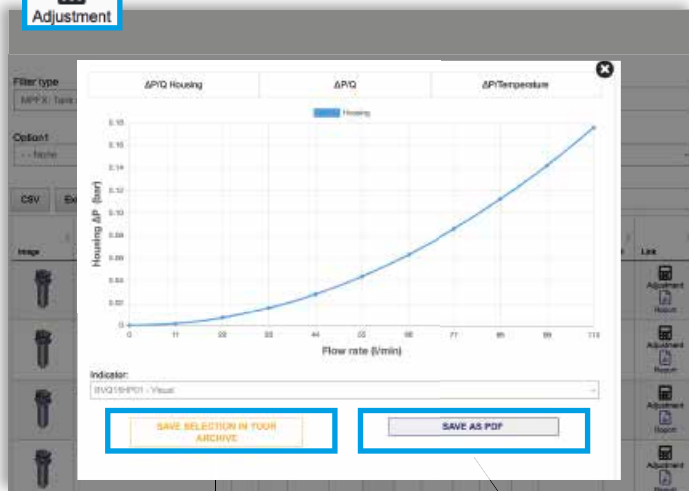 Adjustment
Filter type
Option1
CSV
Image
Link
ΔP/Q Housing
ΔP/Q
ΔP/Temperature
Housing
Housing ΔP (bar)
0.18
0.16
0.14
0.12
0.10
0.08
0.06
0.04
0.02
0
0 11 22 33 44 55 66 77 88 99 110
Flow rate (l/min)
Indicator:
SAVE SELECTION IN YOUR
ARCHIVE
SAVE AS PDF
Adjustment
Report
Adjustment
Report
Adjustment
Report
Adjustment
Report